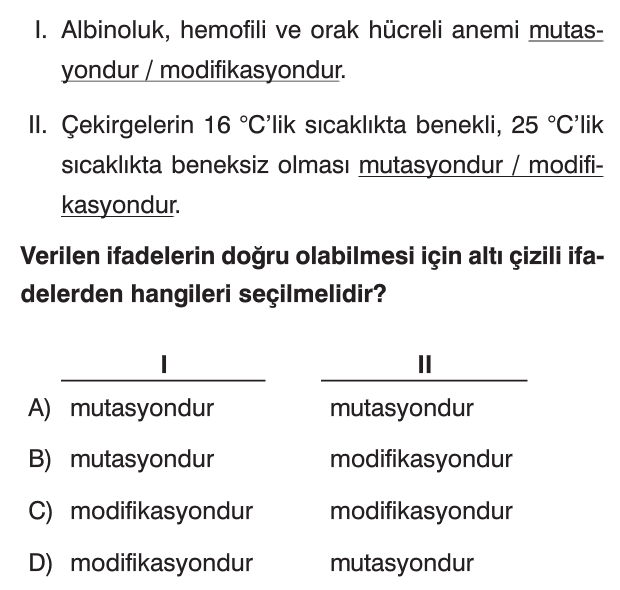 I. Albinoluk, hemofili ve orak hücreli anemi mutas-
yondur / modifikasyondur.
II. Çekirgelerin 16 °C'lik sıcaklıkta benekli, 25 °C'lik
sıcaklıkta beneksiz olması mutasyondur / modifi-
kasyondur.
Verilen ifadelerin doğru olabilmesi için altı çizili ifa-
delerden hangileri seçilmelidir?
I II
A) mutasyondur mutasyondur
B) mutasyondur modifikasyondur
C) modifikasyondur modifikasyondur
D) modifikasyondur mutasyondur